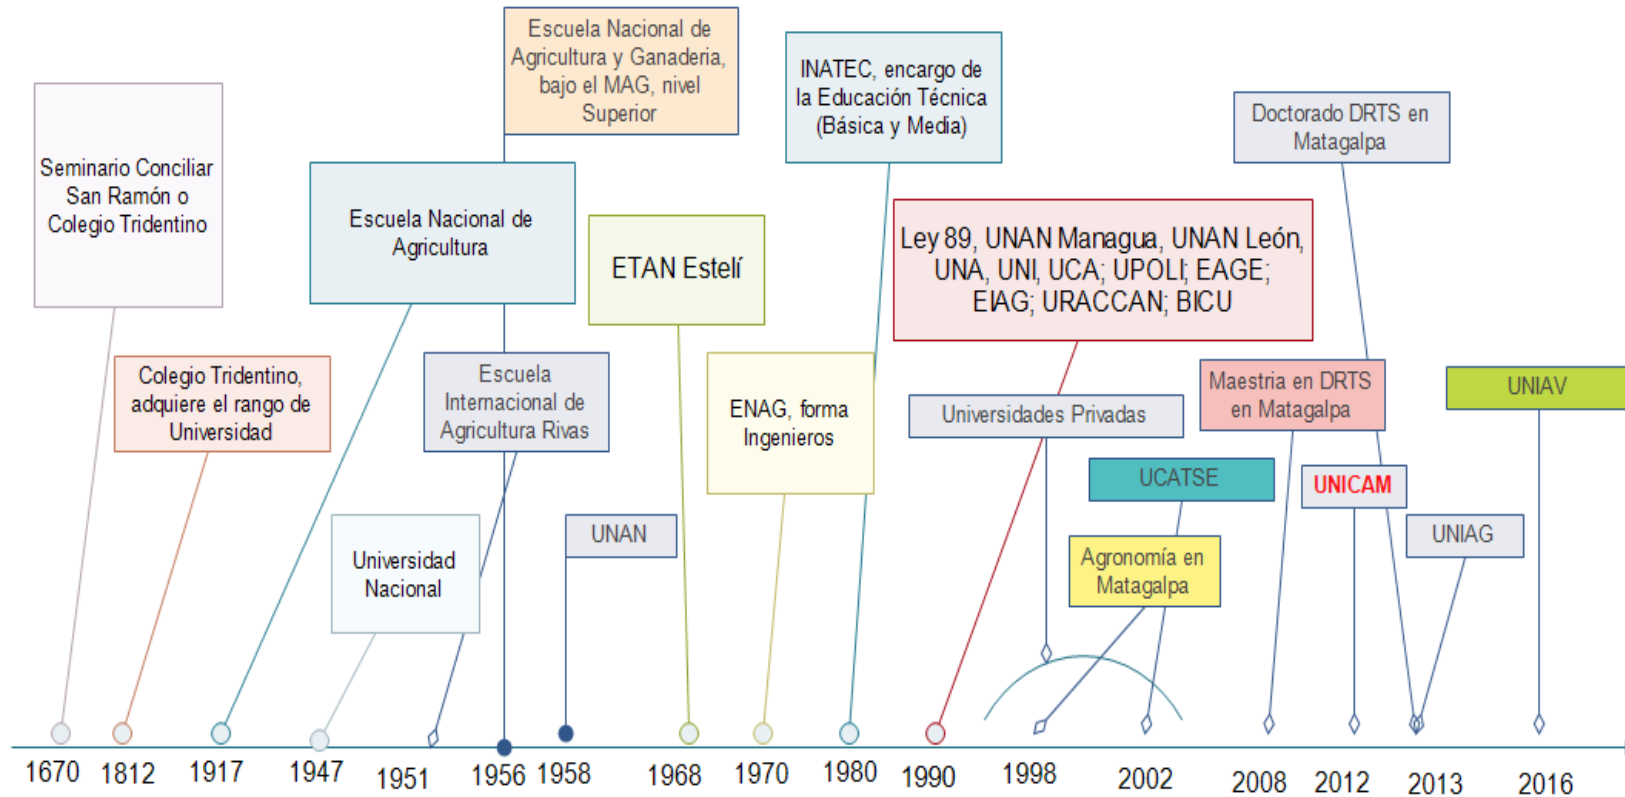 Escuela Nacional de
Agricultura y Ganaderia,
bajo el MAG, nivel
Superior
INATEC, encargo de
la Educación Técnica
(Básica y Media)
Doctorado DRTS en
Matagalpa
Seminario Conciliar
San Ramón o
Colegio Tridentino
Escuela Nacional de
Agricultura
ETAN Estelí
Ley 89, UNAN Managua, UNAN León,
UNA, UNI, UCA; UPOLI; EAGE;
EIAG; URACCAN; BICU
Colegio Tridentino,
adquiere el rango de
Universidad
Escuela
Internacional de
Agricultura Rivas
ENAG, forma
Ingenieros
Universidades Privadas
Maestria en DRTS
en Matagalpa
UNIAV
UCATSE
UNICAM
Universidad
Nacional
UNAN
Agronomía en
Matagalpa
UNIAG
1670
1812
1917
1947
1951
1956
1958
1968
1970
1980
1990
1998
2002
2008
2012
2013
2016